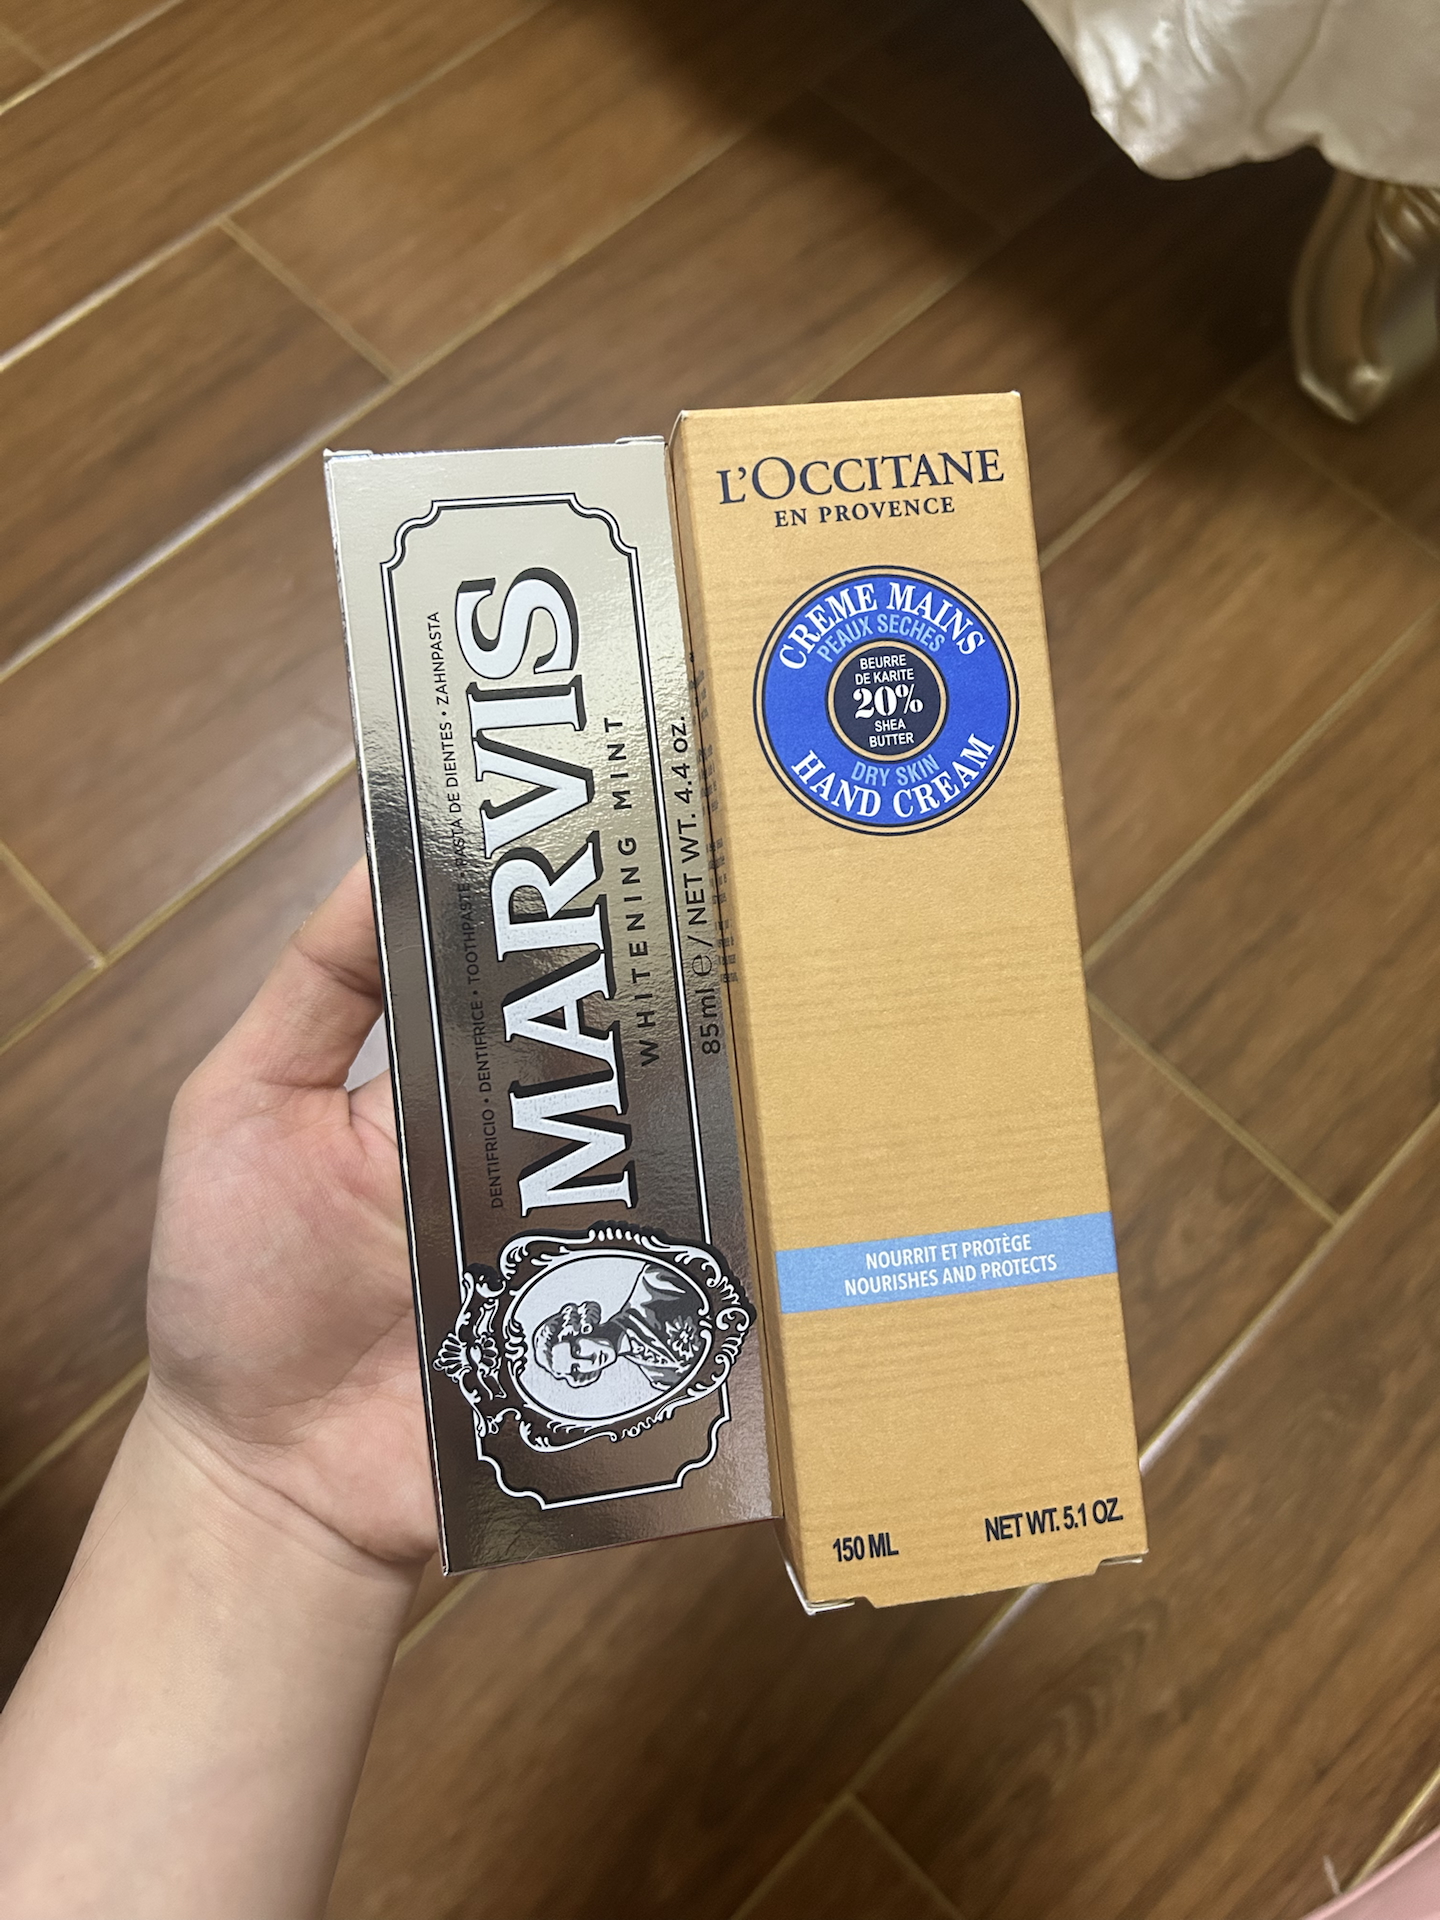 DENTIFRICIO • DENTIFRICE • TOOTHPASTE • PASTA DE DIENTES • ZAHNPASTA
MARVIS
WHITENING MINT
85ml e / NET WT. 4.4 OZ.
L'OCCITANE
EN PROVENCE
CREME MAINS
PEAUX SECHES
BEURRE
DE KARITE
20%
SHEA
BUTTER
DRY SKIN
HAND CREAM
NOURRIT ET PROTÈGE
NOURISHES AND PROTECTS
150 ML
NET WT. 5.1 OZ.